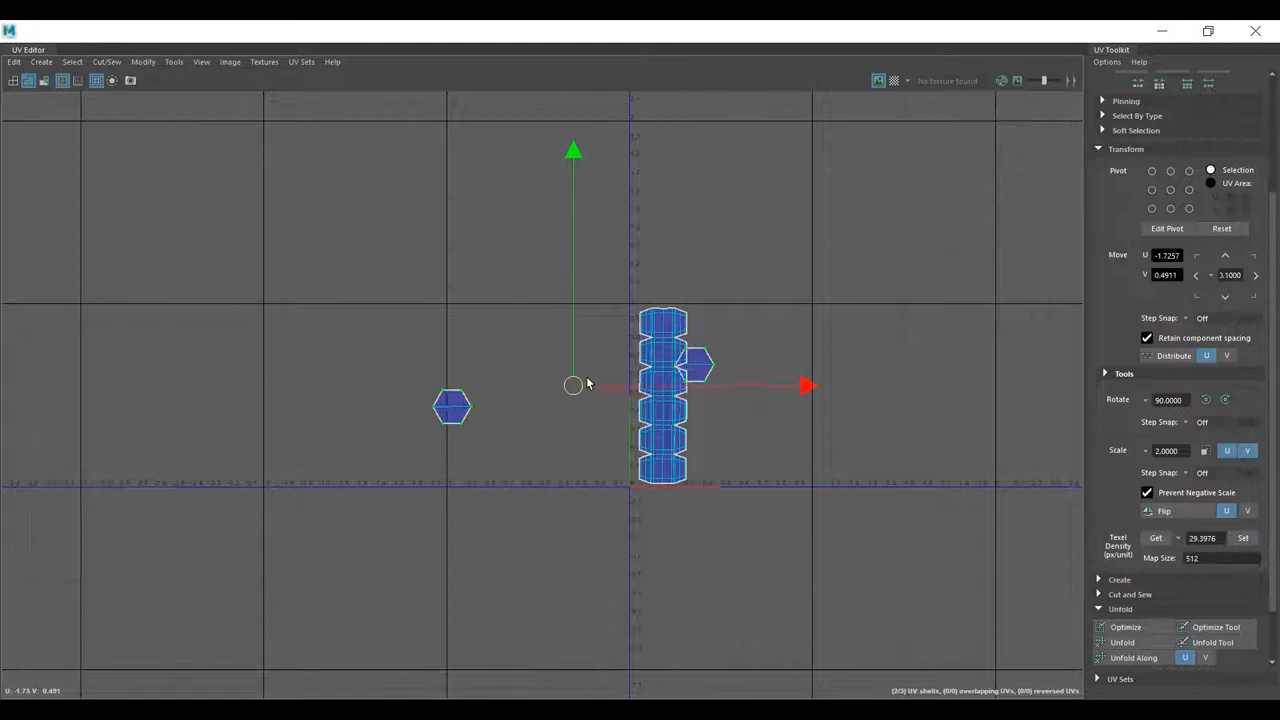 M
UV Editor
UV Toolkit
Edit Create Select Cut/Sew Modify Tools View Image Textures UV Sets Help
Options Help
No texture found
Pinning
Select By Type
Soft Selection
Transform
Pivot
Selection
UV Area:
Edit Pivot Reset
Move U -1.7257
V 0.4911 0.1000
Step Snap: Off
Retain component spacing
Distribute U V
Tools
Rotate 90.0000
Step Snap: Off
Scale 2.0000 U V
Step Snap: Off
Prevent Negative Scale
Flip U V
Texel
Density
(px/unit)
Get 29.3976 Set
Map Size: 512
Create
Cut and Sew
Unfold
Optimize Optimize Tool
Unfold Unfold Tool
Unfold Along U V
UV Sets
U: -1.73 V: 0.491
(2/3) UV shells, (0/0) overlapping UVs, (0/0) reversed UVs